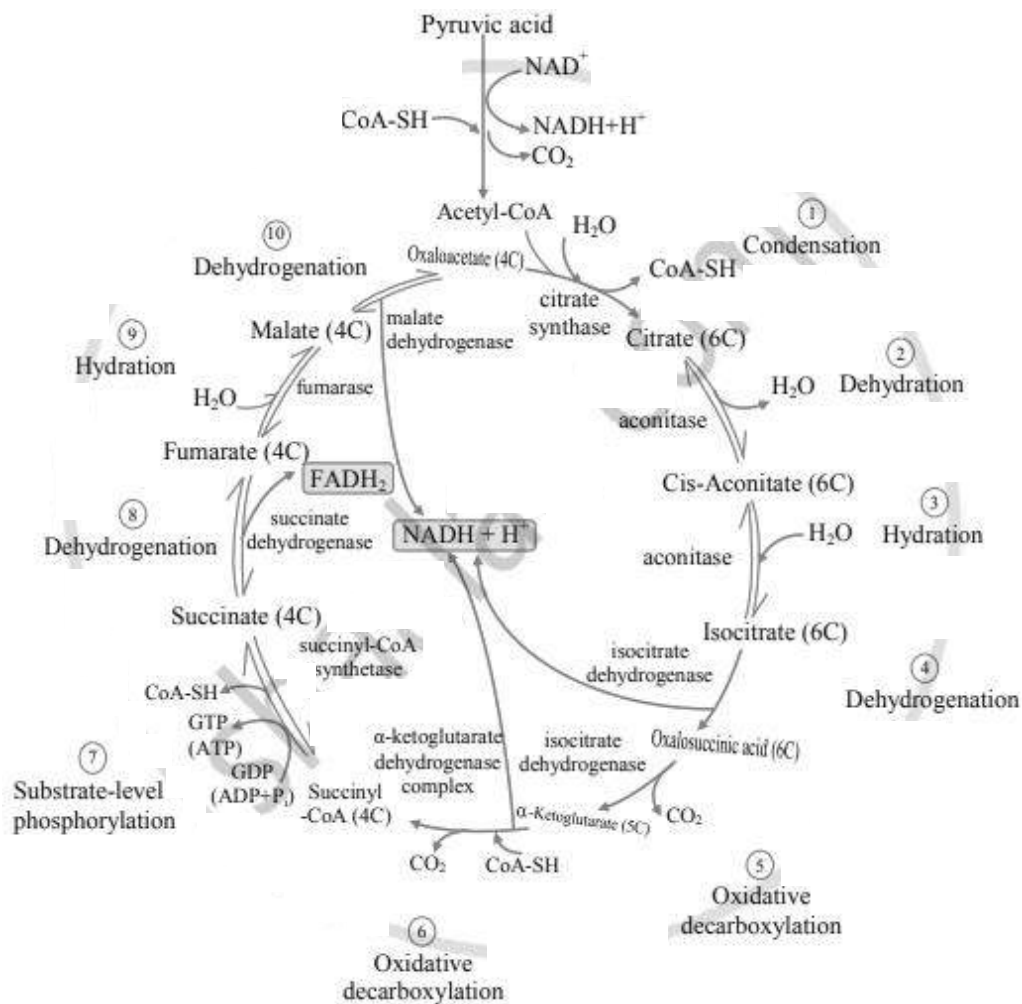 Pyruvic acid
NAD⁺
CoA-SH
NADH+H⁺
CO₂
Acetyl-CoA
H₂O
①
Condensation
Oxaloacetate (4C)
CoA-SH
citrate
synthase
Citrate (6C)
②
Dehydration
H₂O
aconitase
Cis-Aconitate (6C)
③
Hydration
H₂O
aconitase
Isocitrate (6C)
④
Dehydrogenation
isocitrate
dehydrogenase
Oxalosuccinic acid (6C)
isocitrate
dehydrogenase
CO₂
α-Ketoglutarate (5C)
⑤
Oxidative
decarboxylation
α-ketoglutarate
dehydrogenase
complex
CoA-SH
CO₂
⑥
Oxidative
decarboxylation
Succinyl
-CoA (4C)
⑦
Substrate-level
phosphorylation
GDP
(ADP+Pᵢ)
GTP
(ATP)
CoA-SH
succinyl-CoA
synthetase
Succinate (4C)
⑧
Dehydrogenation
succinate
dehydrogenase
FADH₂
NADH + H⁺
Fumarate (4C)
⑨
Hydration
H₂O
fumarase
Malate (4C)
⑩
Dehydrogenation
malate
dehydrogenase